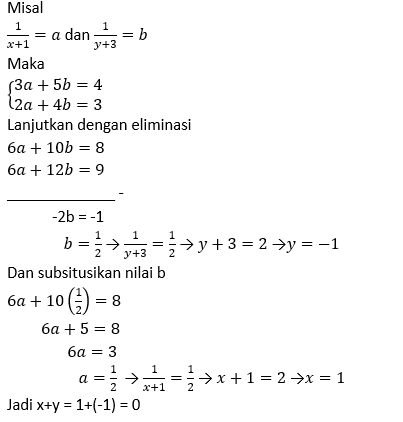 Misal
1/(x+1) = a dan 1/(y+3) = b
Maka
{3a + 5b = 4
2a + 4b = 3
Lanjutkan dengan eliminasi
6a + 10b = 8
6a + 12b = 9
_______________ -
-2b = -1
b = 1/2 → 1/(y+3) = 1/2 → y + 3 = 2 → y = −1
Dan subsitusikan nilai b
6a + 10(1/2) = 8
6a + 5 = 8
6a = 3
a = 1/2 → 1/(x+1) = 1/2 → x + 1 = 2 → x = 1
Jadi x+y = 1+(-1) = 0